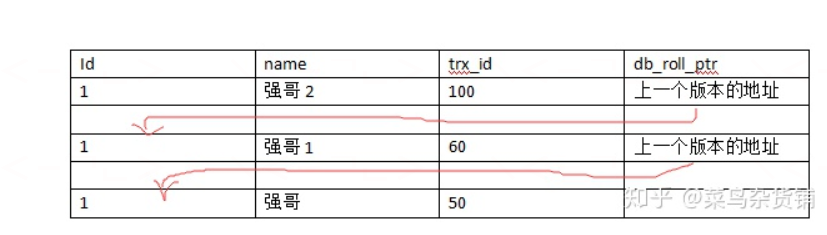 Id name trx_id db_roll_ptr
1 强哥 2 100 上一个版本的地址
1 强哥 1 60 上一个版本的地址
1 强哥 50
知乎 @菜鸟杂货铺